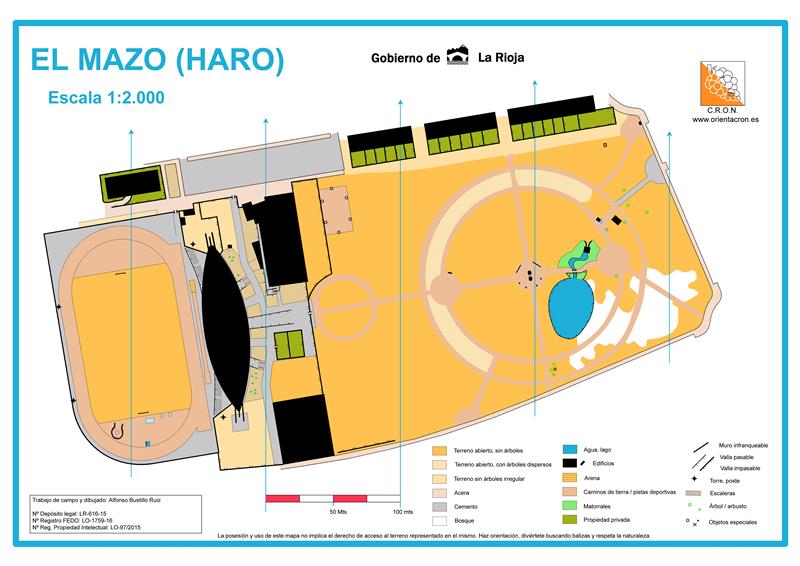 EL MAZO (HARO)
Escala 1:2.000
Gobierno de La Rioja
C.R.O.N.
www.orientacron.es
Trabajo de campo y dibujado: Alfonso Bustillo Ruiz
Nº Depósito legal: LR-616-15
Nº Registro FEDO: LO-1759-16
Nº Reg. Propiedad Intelectual: LO-97/2015
50 Mts
100 mts
Terreno abierto, sin árboles
Terreno abierto, con árboles dispersos
Terreno sin árboles irregular
Acera
Cemento
Bosque
Agua, lago
Edificios
Arena
Caminos de tierra / pistas deportivas
Matorrales
Propiedad privada
Muro infranqueable
Valla pasable
Valla impasable
Torre, poste
Escaleras
Árbol / arbusto
Objetos especiales
La posesión y uso de este mapa no implica el derecho de acceso al terreno representado en el mismo. Haz orientación, diviértete buscando balizas y respeta la naturaleza.